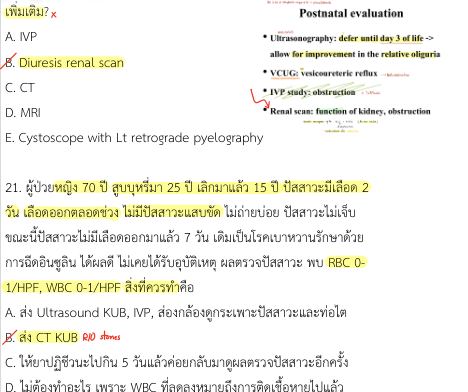 เพิ่มเติม? x
A. IVP
B. Diuresis renal scan
C. CT
D. MRI
E. Cystoscope with Lt retrograde pyelography
Postnatal evaluation
• Ultrasonography: defer until day 3 of life ->
allow for improvement in the relative oliguria
• VCUG: vesicoureteric reflux
• IVP study: obstruction
• Renal scan: function of kidney, obstruction
21. ผู้ป่วยหญิง 70 ปี สูบบุหรี่มา 25 ปี เลิกมาแล้ว 15 ปี ปัสสาวะมีเลือด 2
วัน เลือดออกตลอดช่วง ไม่มีปัสสาวะแสบขัด ไม่ถ่ายบ่อย ปัสสาวะไม่เจ็บ
ขณะนี้ปัสสาวะไม่มีเลือดออกมาแล้ว 7 วัน เดิมเป็นโรคเบาหวานรักษาด้วย
การฉีดอินซูลิน ได้ผลดี ไม่เคยได้รับอุบัติเหตุ ผลตรวจปัสสาวะ พบ RBC 0-
1/HPF, WBC 0-1/HPF สิ่งที่ควรทำคือ
A. ส่ง Ultrasound KUB, IVP, ส่องกล้องดูกระเพาะปัสสาวะและท่อไต
B. ส่ง CT KUB R/O stones
C. ให้ยาปฏิชีวนะไปกิน 5 วันแล้วค่อยกลับมาดูผลตรวจปัสสาวะอีกครั้ง
D. ไม่ต้องทำอะไร เพราะ WBC ที่ลดลงหมายถึงการติดเชื้อหายไปแล้ว